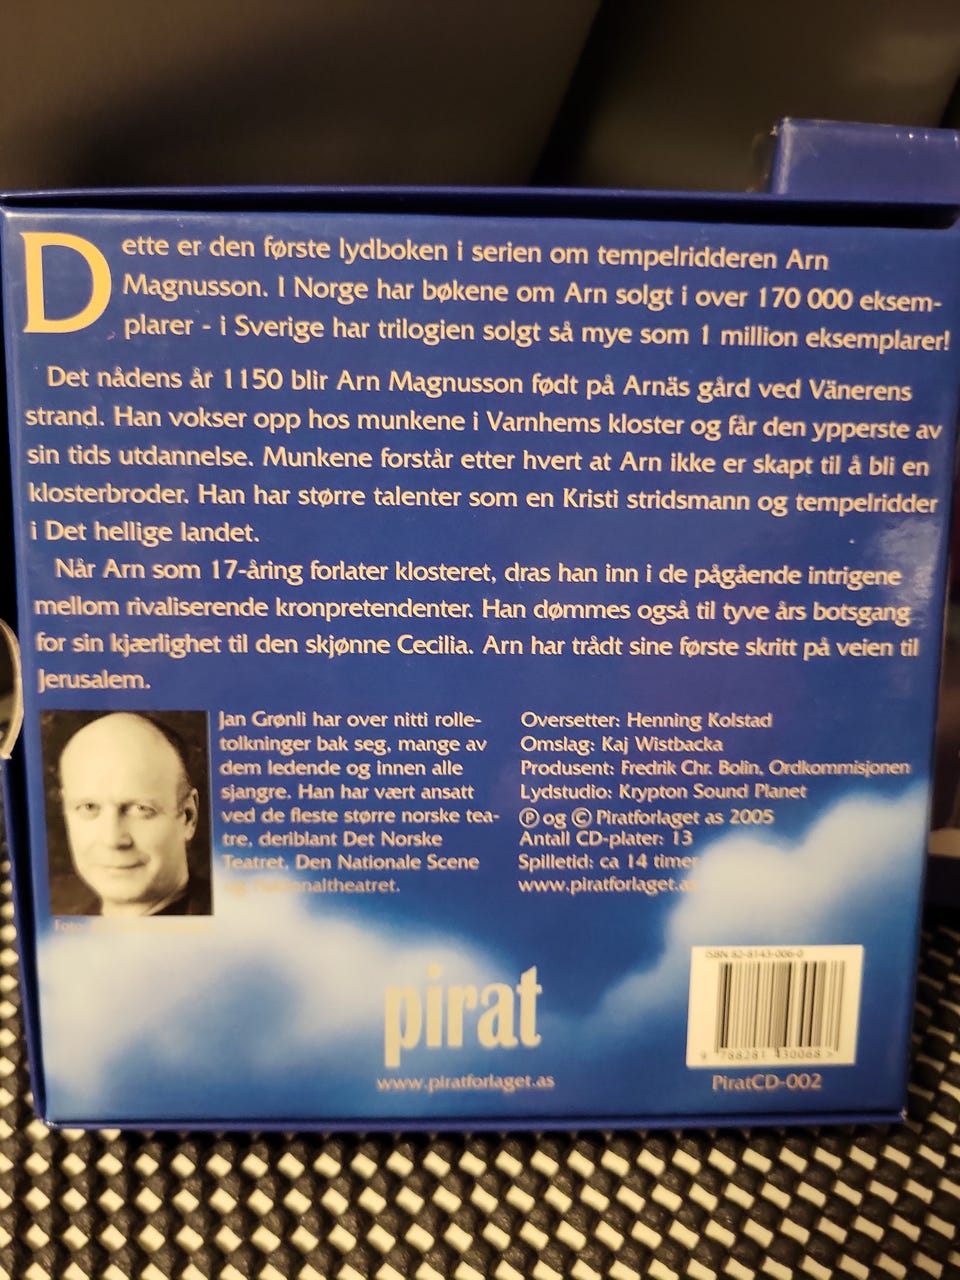 Dette er den første lydboken i serien om tempelridderen Arn
Magnusson. I Norge har bøkene om Arn solgt i over 170 000 eksem-
plarer - i Sverige har trilogien solgt så mye som 1 million eksemplarer!
Det nådens år 1150 blir Arn Magnusson født på Arnäs gård ved Vänerens
strand. Han vokser opp hos munkene i Varnhems kloster og får den ypperste av
sin tids utdannelse. Munkene forstår etter hvert at Arn ikke er skapt til å bli en
klosterbroder. Han har større talenter som en Kristi stridsmann og tempelridder
i Det hellige landet.
Når Arn som 17-åring forlater klosteret, dras han inn i de pågående intrigene
mellom rivaliserende kronpretendenter. Han dømmes også til tyve års botsgang
for sin kjærlighet til den skjønne Cecilia. Arn har trådt sine første skritt på veien til
Jerusalem.
Jan Grønli har over nitti rolle-
tolkninger bak seg, mange av
dem ledende og innen alle
sjangre. Han har vært ansatt
ved de fleste større norske tea-
tre, deriblant Det Norske
Teatret, Den Nationale Scene
og Nationaltheatret.
Foto:
Oversetter: Henning Kolstad
Omslag: Kaj Wistbacka
Produsent: Fredrik Chr. Bolin, Ordkommisjonen
Lydstudio: Krypton Sound Planet
℗ og © Piratforlaget as 2005
Antall CD-plater: 13
Spilletid: ca 14 timer
www.piratforlaget.as
pirat
www.piratforlaget.as
ISBN 82-8143-006-0
9 788281 430068 >
PiratCD-002